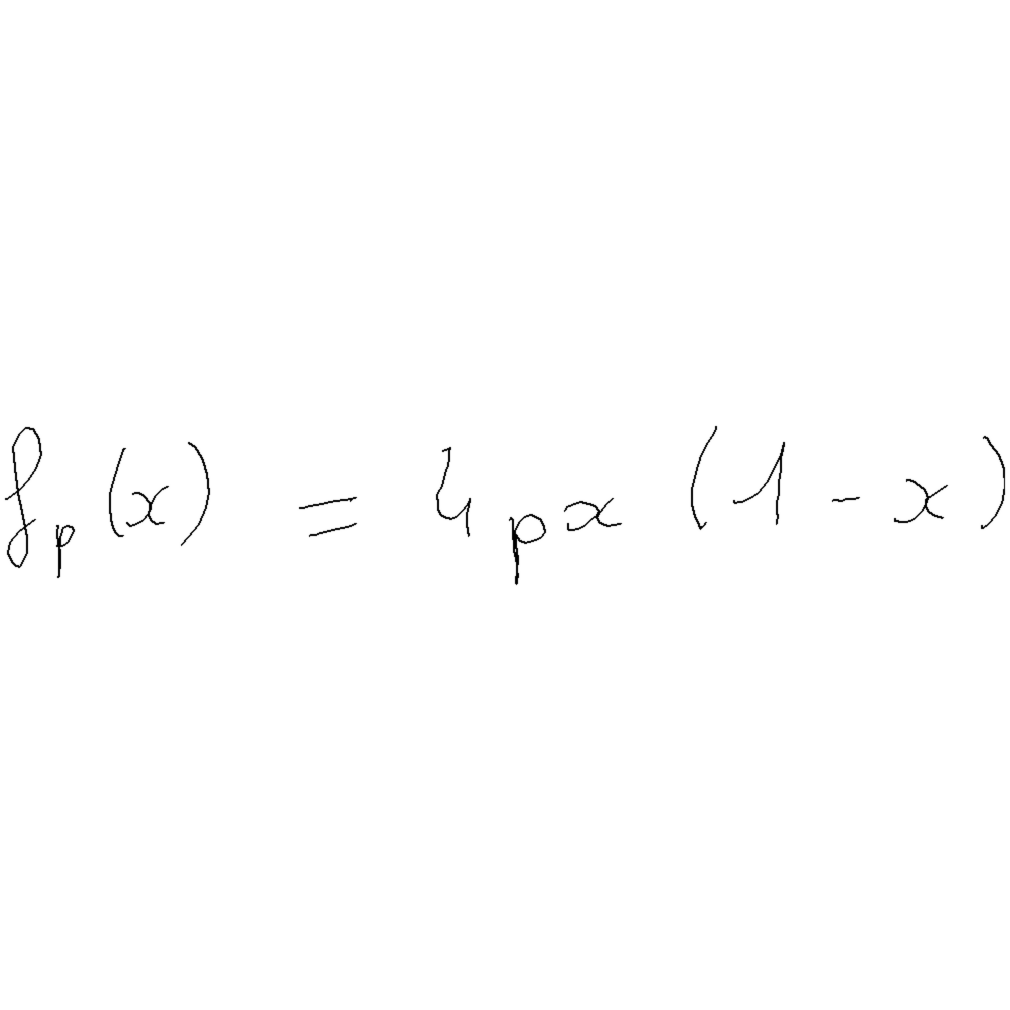 f_p(x) = 4px(1 - x)